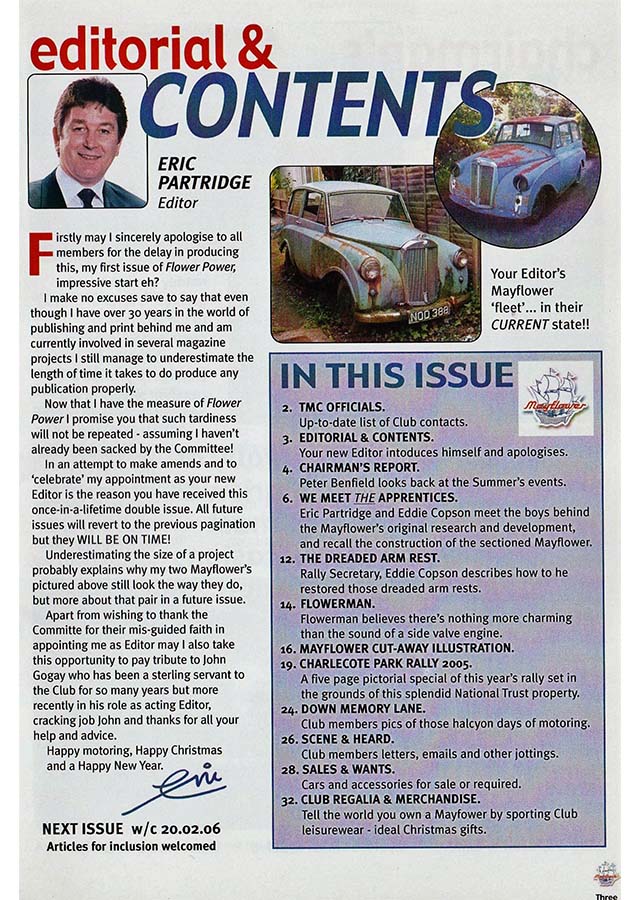 editorial &
CONTENTS
ERIC
PARTRIDGE
Editor
Firstly may I sincerely apologise to all
members for the delay in producing
this, my first issue of Flower Power,
impressive start eh?
I make no excuses save to say that even
though I have over 30 years in the world of
publishing and print behind me and am
currently involved in several magazine
projects I still manage to underestimate the
length of time it takes to do produce any
publication properly.
Now that I have the measure of Flower
Power I promise you that such tardiness
will not be repeated - assuming I haven't
already been sacked by the Committee!
In an attempt to make amends and to
‘celebrate’ my appointment as your new
Editor is the reason you have received this
once-in-a-lifetime double issue. All future
issues will revert to the previous pagination
but they WILL BE ON TIME!
Underestimating the size of a project
probably explains why my two Mayflower's
pictured above still look the way they do,
but more about that pair in a future issue.
Apart from wishing to thank the
Committe for their mis-guided faith in
appointing me as Editor may I also take
this opportunity to pay tribute to John
Gogay who has been a sterling servant to
the Club for so many years but more
recently in his role as acting Editor,
cracking job John and thanks for all your
help and advice.
Happy motoring, Happy Christmas
and a Happy New Year.
eric
NEXT ISSUE w/c 20.02.06
Articles for inclusion welcomed
NOO 388
Your Editor's
Mayflower
‘fleet’... in their
CURRENT state!!
IN THIS ISSUE
Mayflower
2. TMC OFFICIALS.
Up-to-date list of Club contacts.
3. EDITORIAL & CONTENTS.
Your new Editor intoduces himself and apologises.
4. CHAIRMAN'S REPORT.
Peter Benfield looks back at the Summer's events.
6. WE MEET THE APPRENTICES.
Eric Partridge and Eddie Copson meet the boys behind
the Mayflower's original research and development,
and recall the construction of the sectioned Mayflower.
12. THE DREADED ARM REST.
Rally Secretary, Eddie Copson describes how to he
restored those dreaded arm rests.
14. FLOWERMAN.
Flowerman believes there's nothing more charming
than the sound of a side valve engine.
16. MAYFLOWER CUT-AWAY ILLUSTRATION.
19. CHARLECOTE PARK RALLY 2005.
A five page pictorial special of this year's rally set in
the grounds of this splendid National Trust property.
24. DOWN MEMORY LANE.
Club members pics of those halcyon days of motoring.
26. SCENE & HEARD.
Club members letters, emails and other jottings.
28. SALES & WANTS.
Cars and accessories for sale or required.
32. CLUB REGALIA & MERCHANDISE.
Tell the world you own a Mayfower by sporting Club
leisurewear - ideal Christmas gifts.
Three